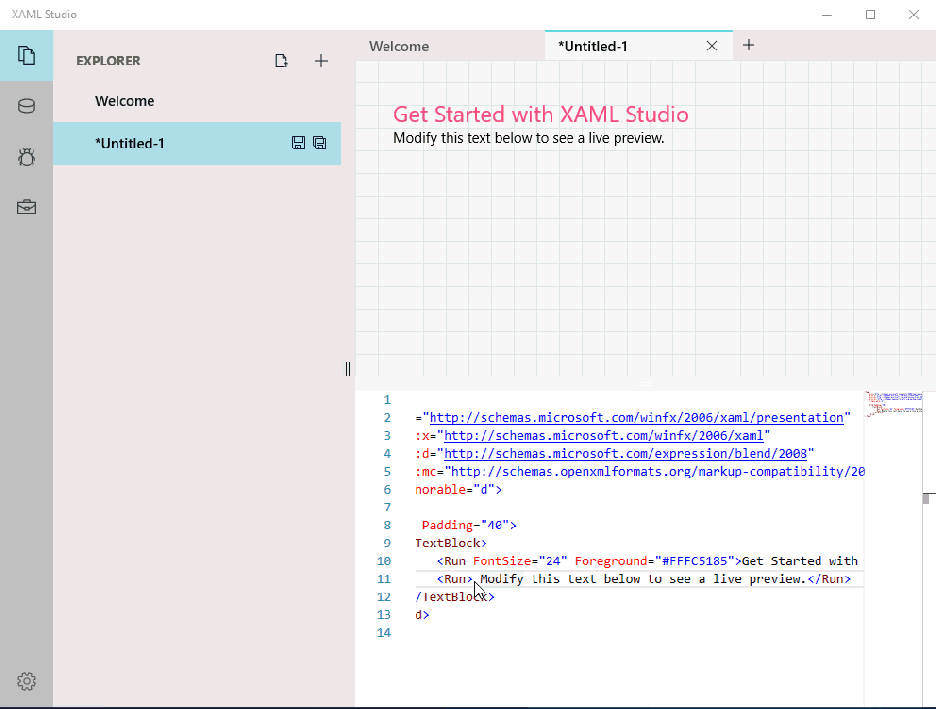 XAML Studio
EXPLORER
Welcome
*Untitled-1
Welcome
*Untitled-1
Get Started with XAML Studio
Modify this text below to see a live preview.
1
2 ="http://schemas.microsoft.com/winfx/2006/xaml/presentation"
3 :x="http://schemas.microsoft.com/winfx/2006/xaml"
4 :d="http://schemas.microsoft.com/expression/blend/2008"
5 :mc="http://schemas.openxmlformats.org/markup-compatibility/20
6 norable="d">
7
8 Padding="40">
9 TextBlock>
10 <Run FontSize="24" Foreground="#FFFC5185">Get Started with
11 <Run> Modify this text below to see a live preview.</Run>
12 /TextBlock>
13 d>
14